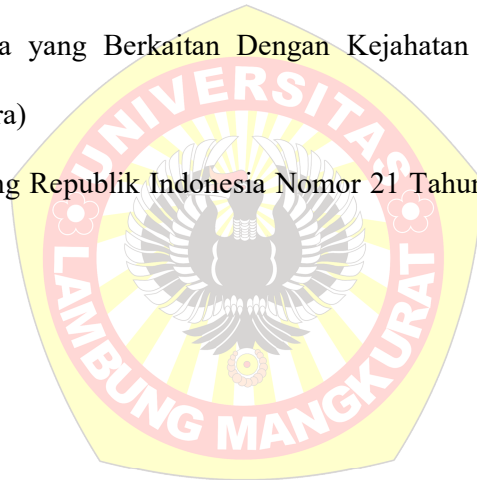 a yang Berkaitan Dengan Kejahatan
ra)
ng Republik Indonesia Nomor 21 Tahun
UNIVERSITAS
LAMBUNG MANGKURAT